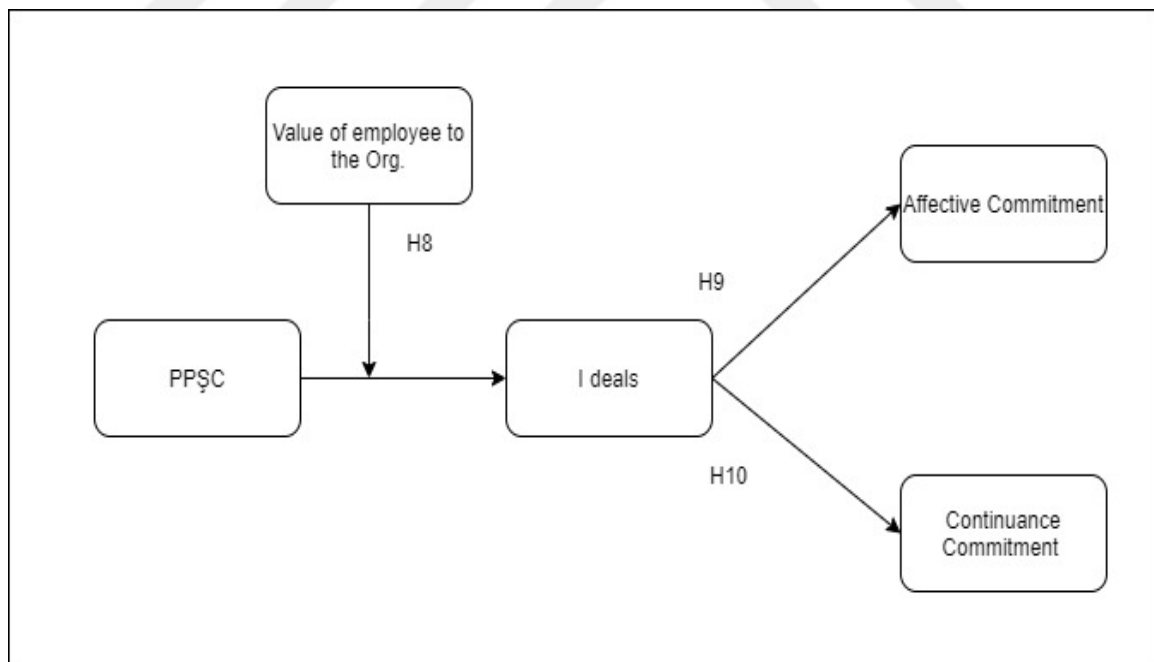 Value of employee to
the Org.
H8
Affective Commitment
H9
PPŞC
I deals
H10
Continuance
Commitment